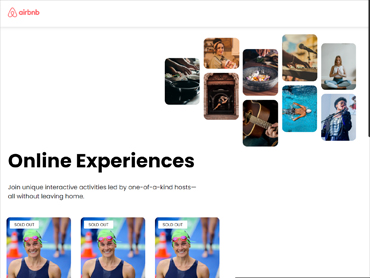 airbnb
Online Experiences
Join unique interactive activities led by one-of-a-kind hosts—
all without leaving home.
SOLD OUT
SOLD OUT
SOLD OUT